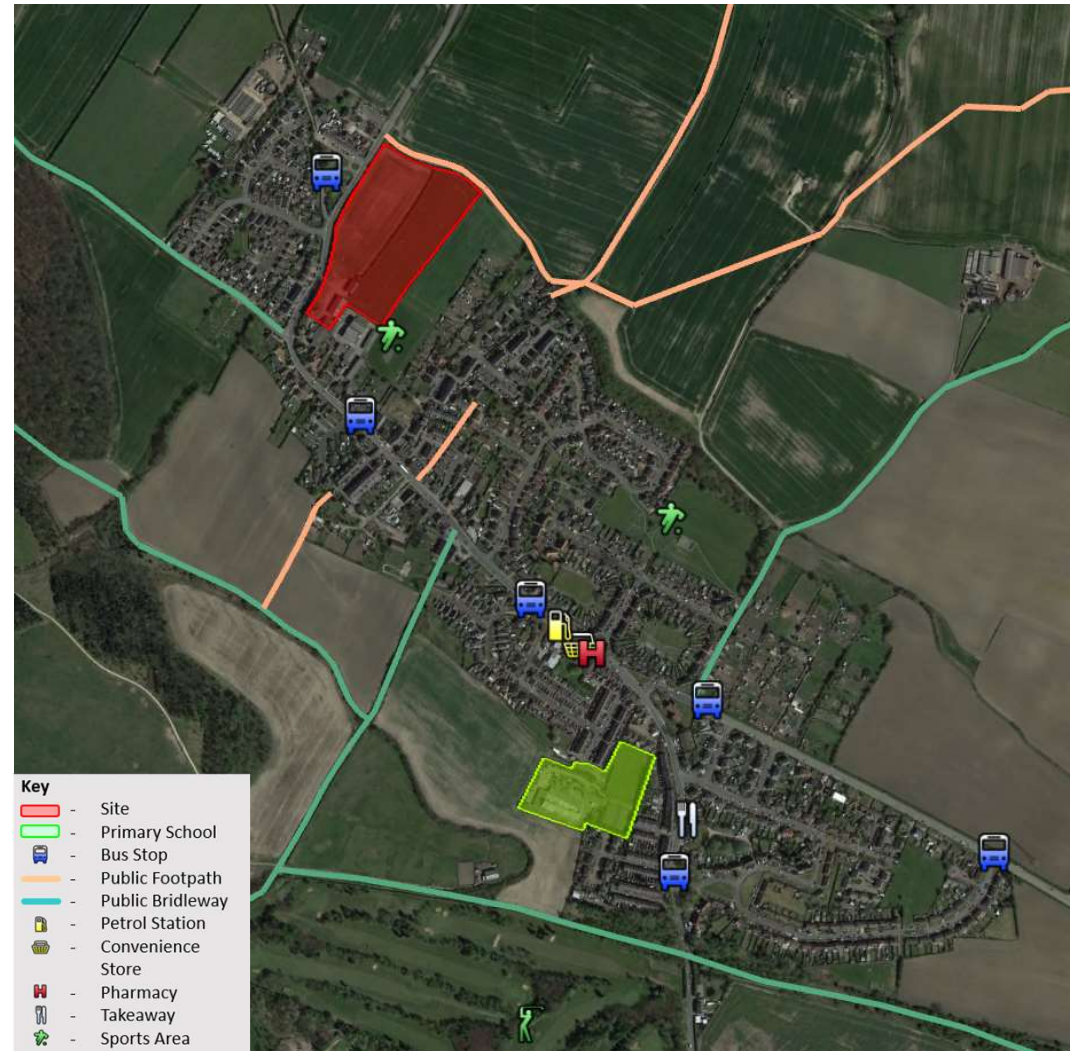 Key
- Site
- Primary School
- Bus Stop
- Public Footpath
- Public Bridleway
- Petrol Station
- Convenience
Store
H - Pharmacy
- Takeaway
- Sports Area
H